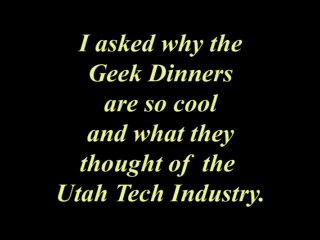 I asked why the
Geek Dinners
are so cool
and what they
thought of the
Utah Tech Industry.